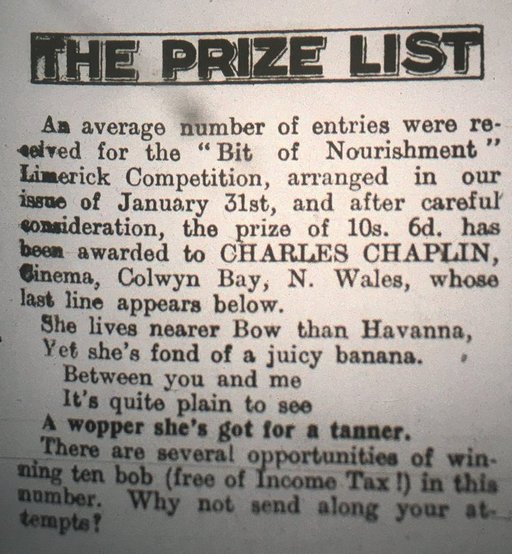 THE PRIZE LIST
An average number of entries were re-
ceived for the "Bit of Nourishment"
Limerick Competition, arranged in our
issue of January 31st, and after careful
consideration, the prize of 10s. 6d. has
been awarded to CHARLES CHAPLIN,
Cinema, Colwyn Bay, N. Wales, whose
last line appears below.
She lives nearer Bow than Havanna,
Yet she's fond of a juicy banana.
Between you and me
It's quite plain to see
A wopper she's got for a tanner.
There are several opportunities of win-
ning ten bob (free of Income Tax!) in this
number. Why not send along your at-
tempts?